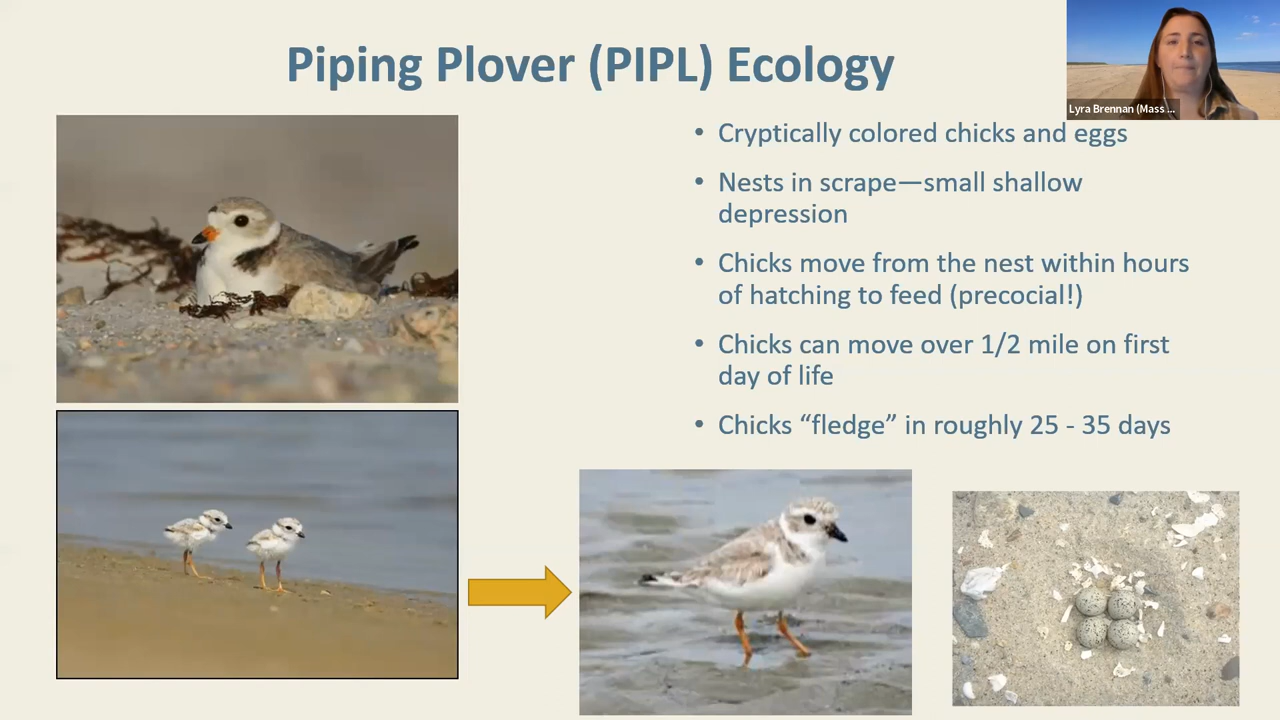 Piping Plover (PIPL) Ecology
Lyra Brennan (Mass ...
• Cryptically colored chicks and eggs
• Nests in scrape—small shallow
depression
• Chicks move from the nest within hours
of hatching to feed (precocial!)
• Chicks can move over 1/2 mile on first
day of life
• Chicks “fledge” in roughly 25 - 35 days